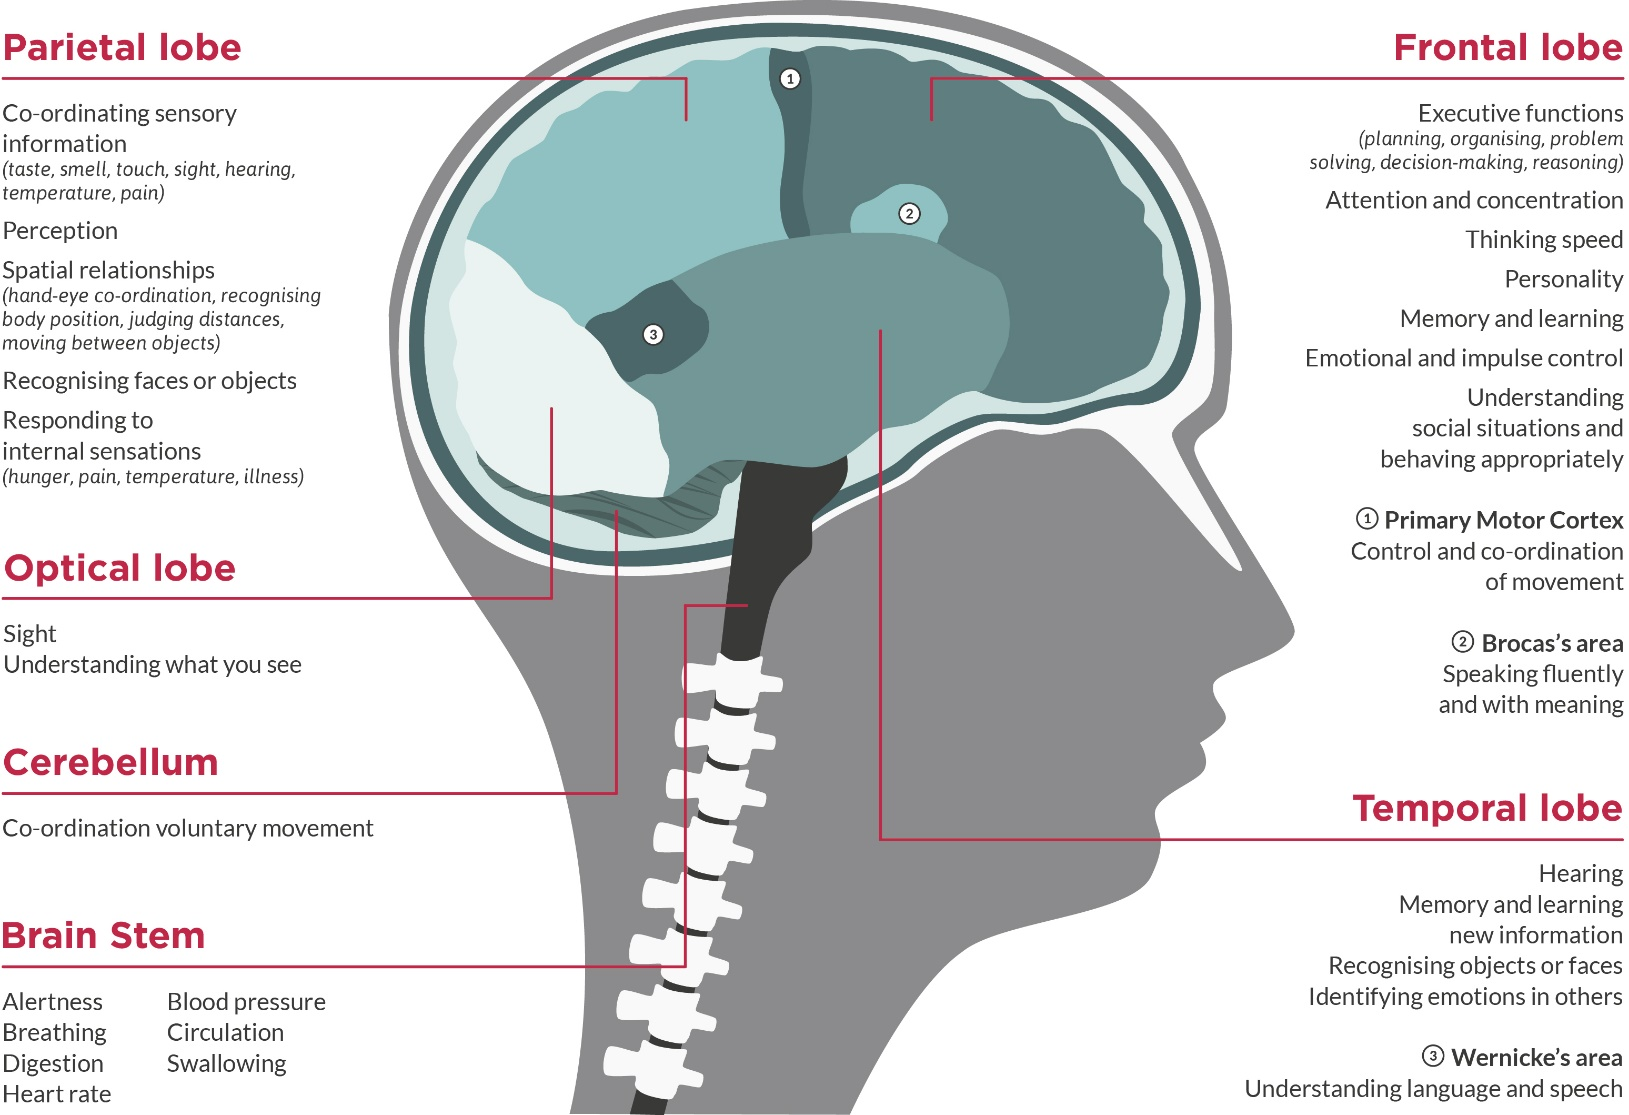 Parietal lobe
Co-ordinating sensory
information
(taste, smell, touch, sight, hearing,
temperature, pain)
Perception
Spatial relationships
(hand-eye co-ordination, recognising
body position, judging distances,
moving between objects)
Recognising faces or objects
Responding to
internal sensations
(hunger, pain, temperature, illness)
Optical lobe
Sight
Understanding what you see
Cerebellum
Co-ordination voluntary movement
Brain Stem
Alertness
Breathing
Digestion
Heart rate
Blood pressure
Circulation
Swallowing
1
2
3
Frontal lobe
Executive functions
(planning, organising, problem
solving, decision-making, reasoning)
Attention and concentration
Thinking speed
Personality
Memory and learning
Emotional and impulse control
Understanding
social situations and
behaving appropriately
1 Primary Motor Cortex
Control and co-ordination
of movement
2 Brocas's area
Speaking fluently
and with meaning
Temporal lobe
Hearing
Memory and learning
new information
Recognising objects or faces
Identifying emotions in others
3 Wernicke's area
Understanding language and speech